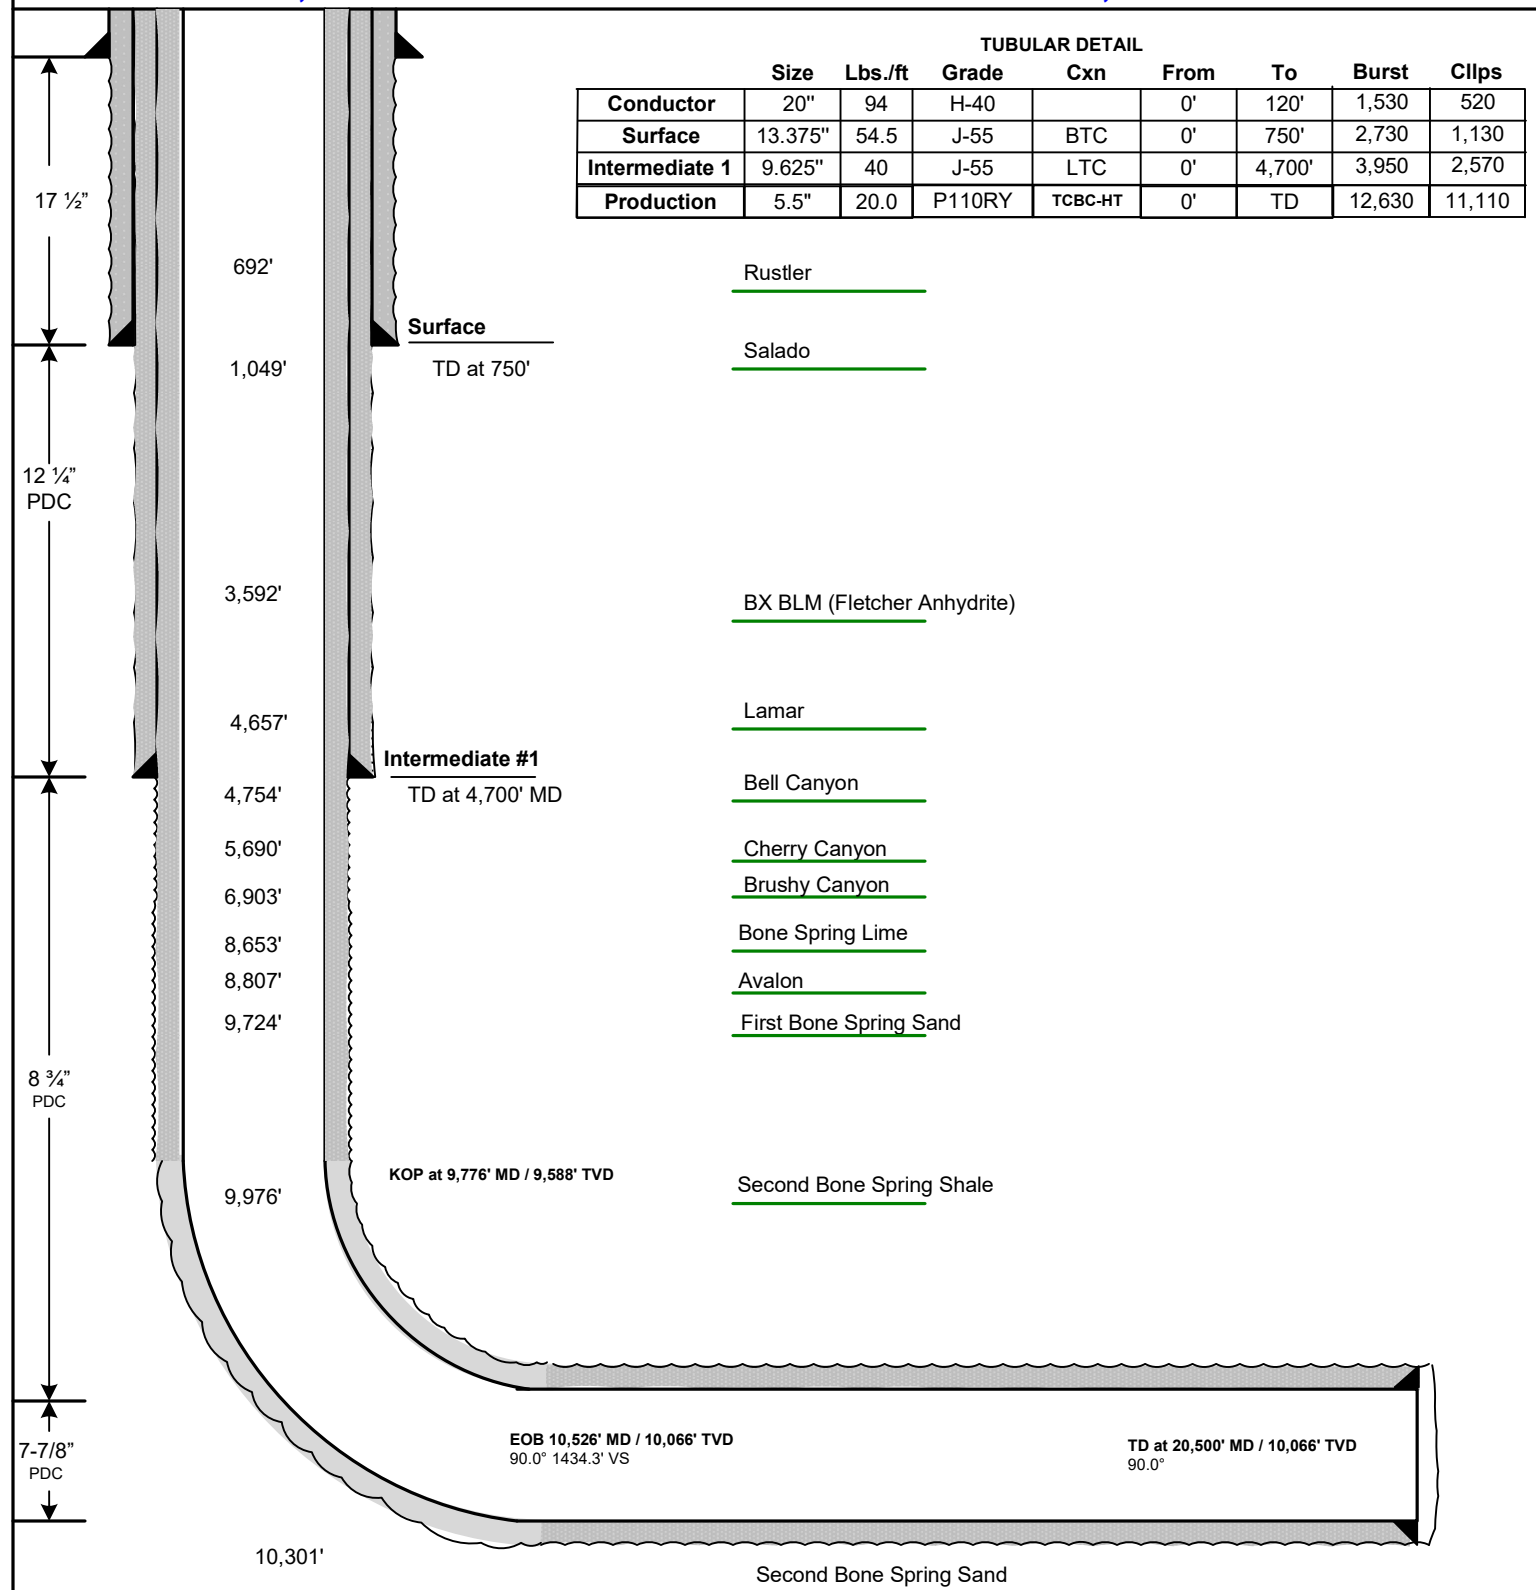 TUBULAR DETAIL
Size Lbs./ft Grade Cxn From To Burst Cllps
Conductor 20" 94 H-40 0' 120' 1,530 520
Surface 13.375" 54.5 J-55 BTC 0' 750' 2,730 1,130
Intermediate 1 9.625" 40 J-55 LTC 0' 4,700' 3,950 2,570
Production 5.5" 20.0 P110RY TCBC-HT 0' TD 12,630 11,110
17 ½”
692' Rustler
Surface
Salado
1,049' TD at 750'
12 ¼”
PDC
3,592' BX BLM (Fletcher Anhydrite)
4,657' Lamar
Intermediate #1
4,754' TD at 4,700' MD Bell Canyon
5,690' Cherry Canyon
6,903' Brushy Canyon
8,653' Bone Spring Lime
8,807' Avalon
9,724' First Bone Spring Sand
8 ¾”
PDC
KOP at 9,776' MD / 9,588' TVD
9,976' Second Bone Spring Shale
7-7/8”
PDC
EOB 10,526' MD / 10,066' TVD
90.0° 1434.3' VS
TD at 20,500' MD / 10,066' TVD
90.0°
10,301' Second Bone Spring Sand